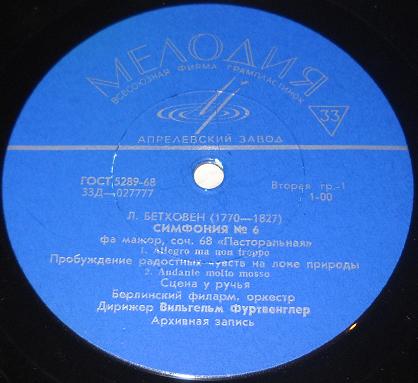 МЕЛОДИЯ
ВСЕСОЮЗНАЯ ФИРМА ГРАМПЛАСТИНОК
33
АПРЕЛЕВСКИЙ ЗАВОД
ГОСТ 5289-68
33Д—027777
Вторая гр.-1
1-00
Л. БЕТХОВЕН (1770—1827)
СИМФОНИЯ № 6
фа мажор, соч. 68 «Пасторальная»
1. Allegro ma non troppo
Пробуждение радостных чувств на лоне природы
2. Andante molto mosso
Сцена у ручья
Берлинский филарм. оркестр
Дирижер Вильгельм Фуртвенглер
Архивная запись